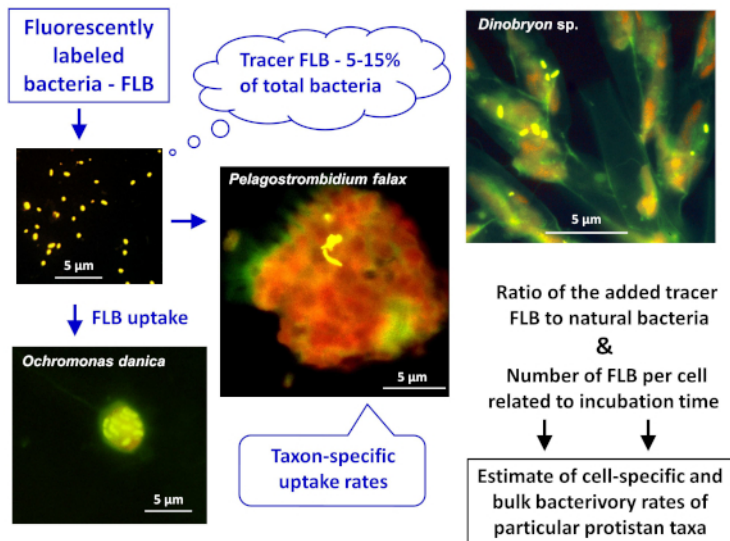 Fluorescently
labeled
bacteria - FLB
Tracer FLB - 5-15%
of total bacteria
5 µm
FLB uptake
Ochromonas danica
5 µm
Pelagostrombidium falax
5 µm
Taxon-specific
uptake rates
Dinobryon sp.
5 µm
Ratio of the added tracer
FLB to natural bacteria
&
Number of FLB per cell
related to incubation time
Estimate of cell-specific and
bulk bacterivory rates of
particular protistan taxa